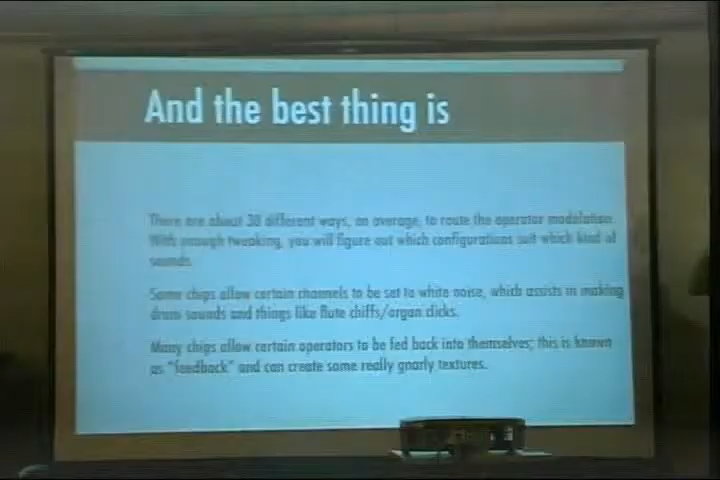 And the best thing is
There are about 30 different ways, on average, to route the operator modulation.
With enough tweaking, you will figure out which configurations suit which kind of
sounds.
Some chips allow certain channels to be set to white noise, which assists in making
drum sounds and things like flute chiffs/organ clicks.
Many chips allow certain operators to be fed back into themselves; this is known
as "feedback" and can create some really gnarly textures.